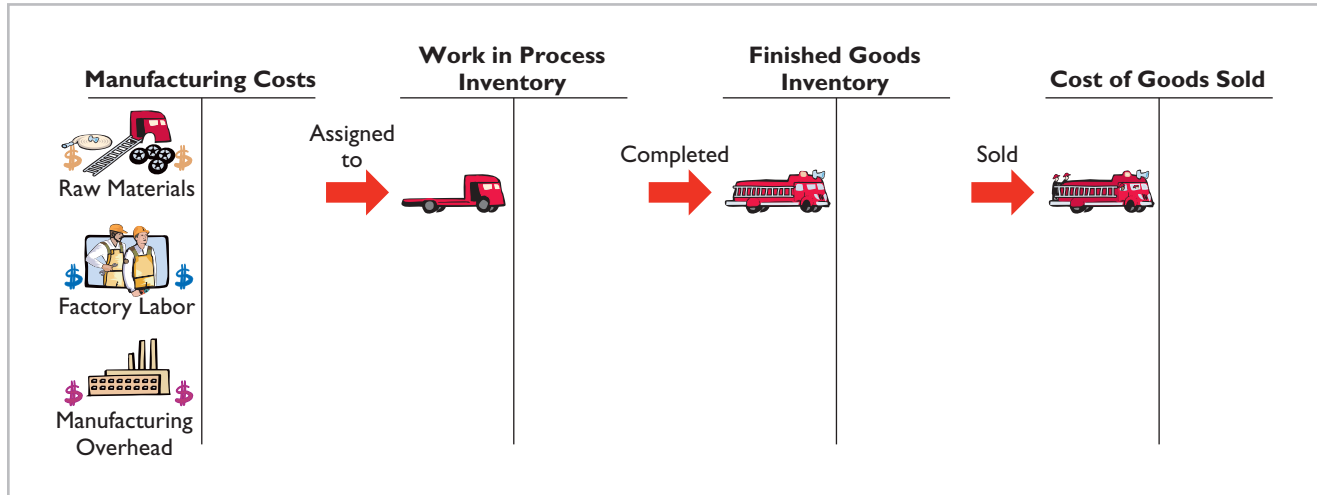 Manufacturing Costs
Work in Process
Inventory
Finished Goods
Inventory
Cost of Goods Sold
$ $
Raw Materials
Assigned
to
Completed
Sold
$ $
Factory Labor
$ $
Manufacturing
Overhead